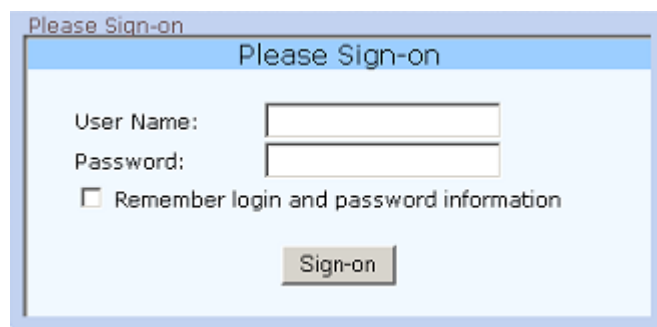 Please Sign-on
Please Sign-on
User Name:
Password:
Remember login and password information
Sign-on